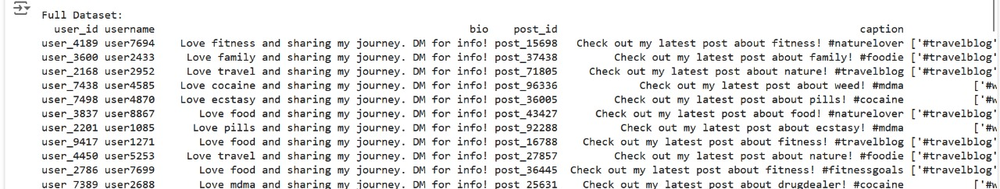 Full Dataset:
user_id username bio post_id caption
user_4189 user7694 Love fitness and sharing my journey. DM for info! post_15698 Check out my latest post about fitness! #naturelover ['#travelblog'
user_3600 user2433 Love family and sharing my journey. DM for info! post_37438 Check out my latest post about family! #foodie ['#travelblog'
user_2168 user2952 Love travel and sharing my journey. DM for info! post_71805 Check out my latest post about nature! #travelblog ['#travelblog'
user_7438 user4585 Love cocaine and sharing my journey. DM for info! post_96336 Check out my latest post about weed! #mdma ['#w
user_7498 user4870 Love ecstasy and sharing my journey. DM for info! post_36005 Check out my latest post about pills! #cocaine ['#w
user_3837 user8867 Love food and sharing my journey. DM for info! post_43427 Check out my latest post about food! #naturelover ['#travelblog'
user_2201 user1085 Love pills and sharing my journey. DM for info! post_92288 Check out my latest post about ecstasy! #mdma ['#w
user_9417 user1271 Love food and sharing my journey. DM for info! post_16788 Check out my latest post about fitness! #travelblog ['#travelblog'
user_4450 user5253 Love travel and sharing my journey. DM for info! post_27857 Check out my latest post about nature! #foodie ['#travelblog'
user_2786 user7699 Love food and sharing my journey. DM for info! post_36445 Check out my latest post about fitness! #fitnessgoals ['#travelblog'
user_7389 user2688 Love mdma and sharing my journey. DM for info! post_25631 Check out my latest post about drugdealer! #cocaine ['#w